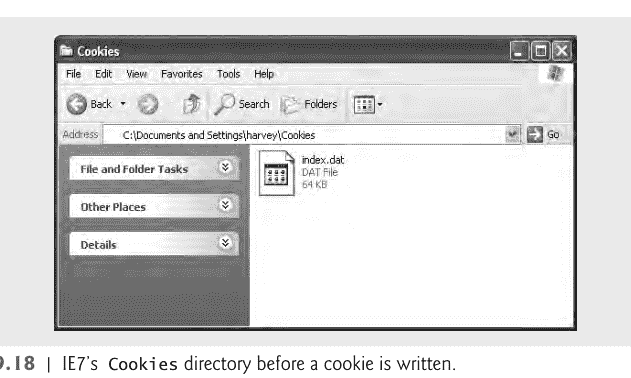 Cookies
File Edit View Favorites Tools Help
Back Search Folders
Address C:\Documents and Settings\harvey\Cookies Go
File and Folder Tasks
Other Places
Details
index.dat
DAT File
64 KB
9.18 | IE7's Cookies directory before a cookie is written.